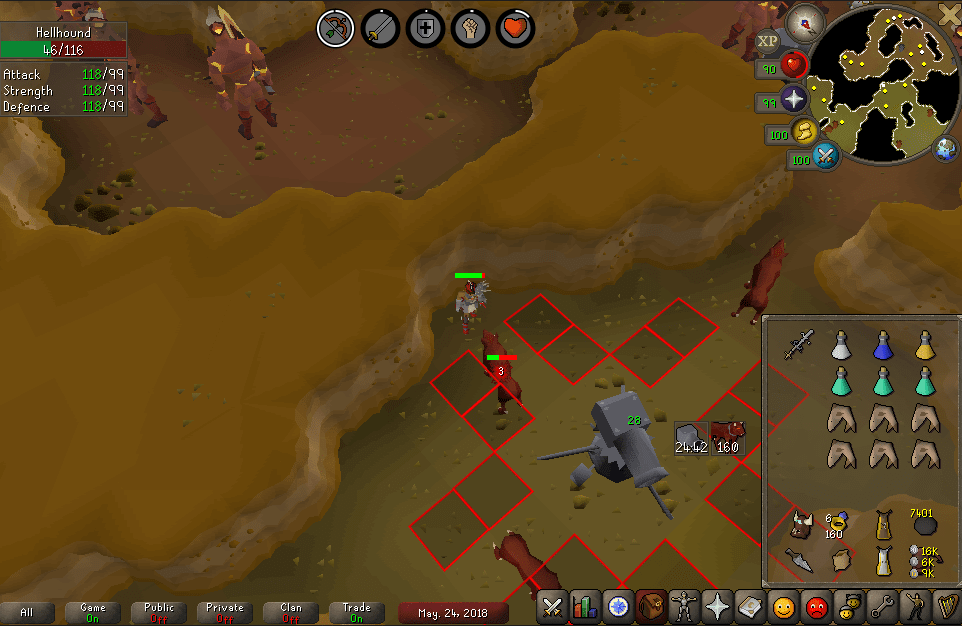 Hellhound
46/116
Attack 118/99
Strength 118/99
Defence 118/99
XP
90
99
100
100
3
28
24:42
160
6
160
7401
16K
6K
9K
All
Game
On
Public
Off
Private
Off
Clan
Off
Trade
On
May. 24, 2018